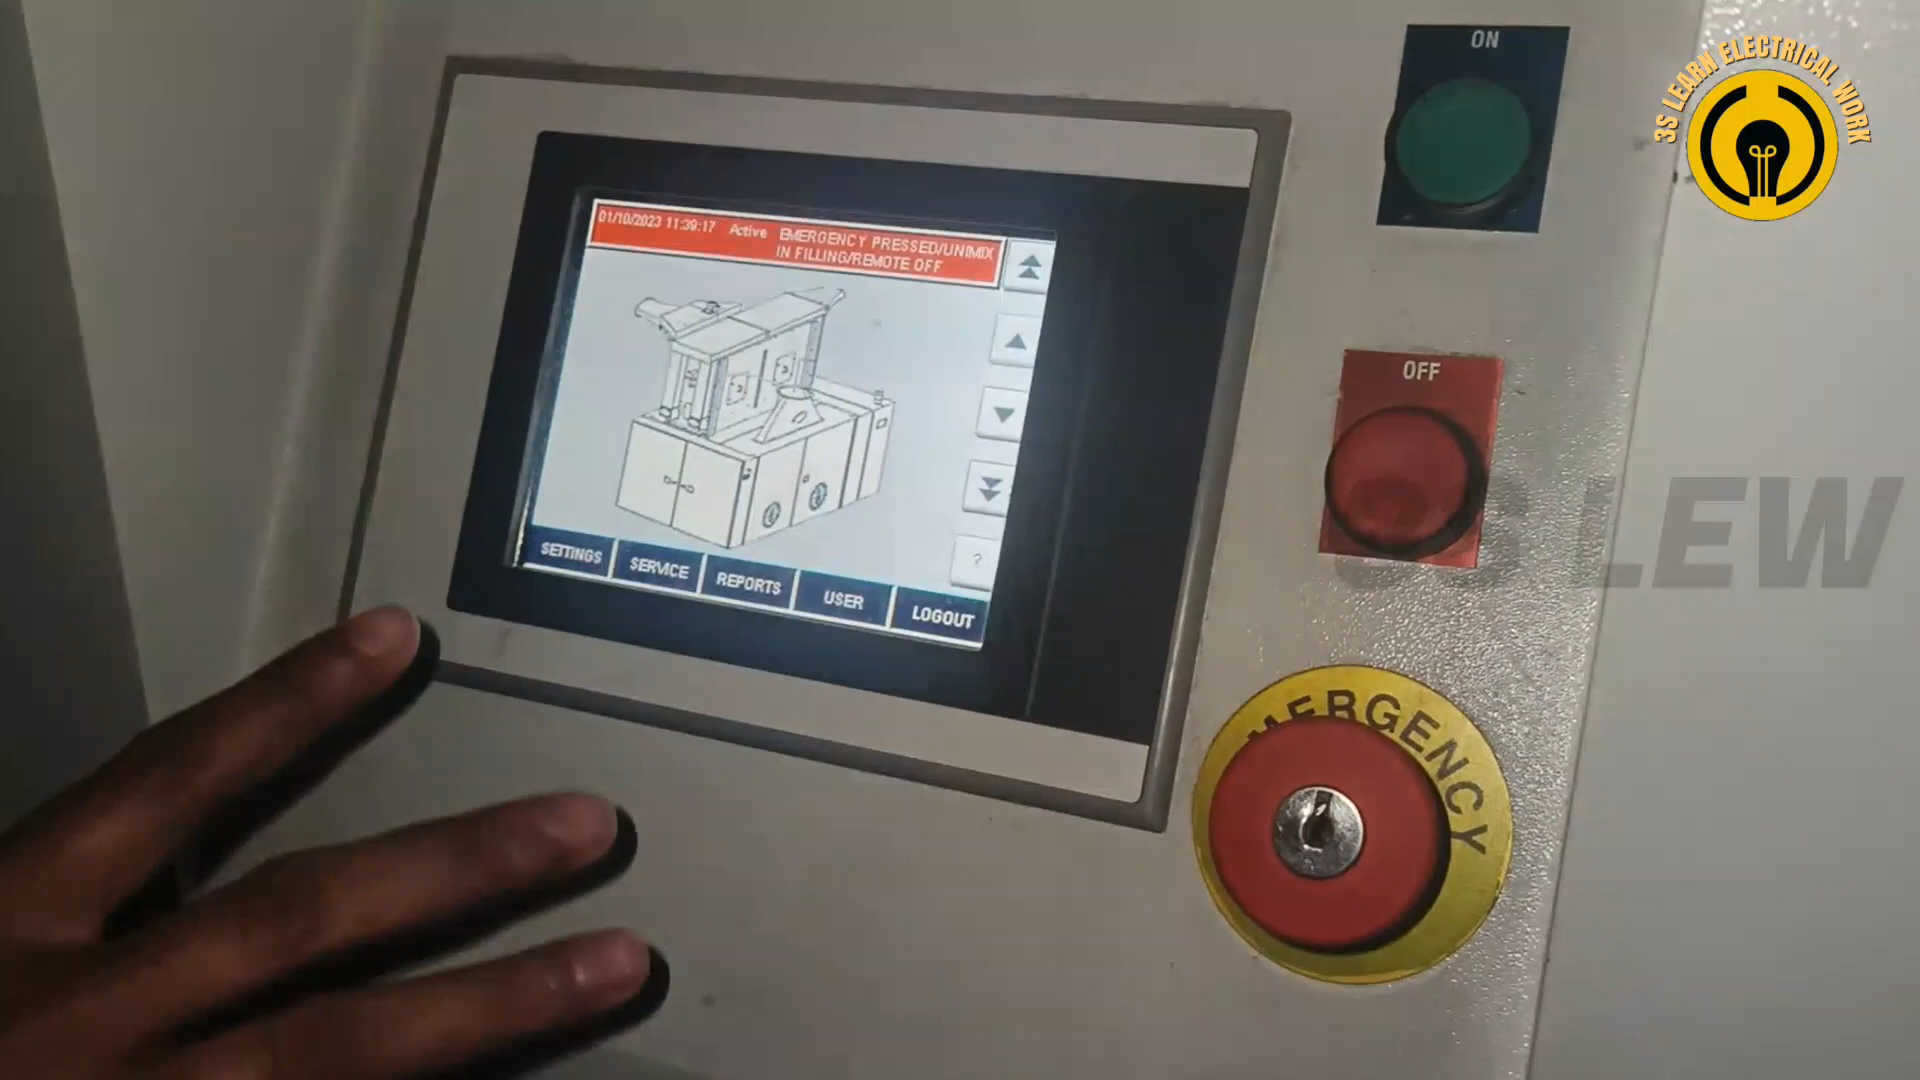 3S LEARN ELECTRICAL WORK
ON
01/10/2023 11:39:17 Active EMERGENCY PRESSED/UNIMIX
IN FILLING/REMOTE OFF
OFF
LEW
?
SETTINGS
SERVICE
REPORTS
USER
LOGOUT
EMERGENCY